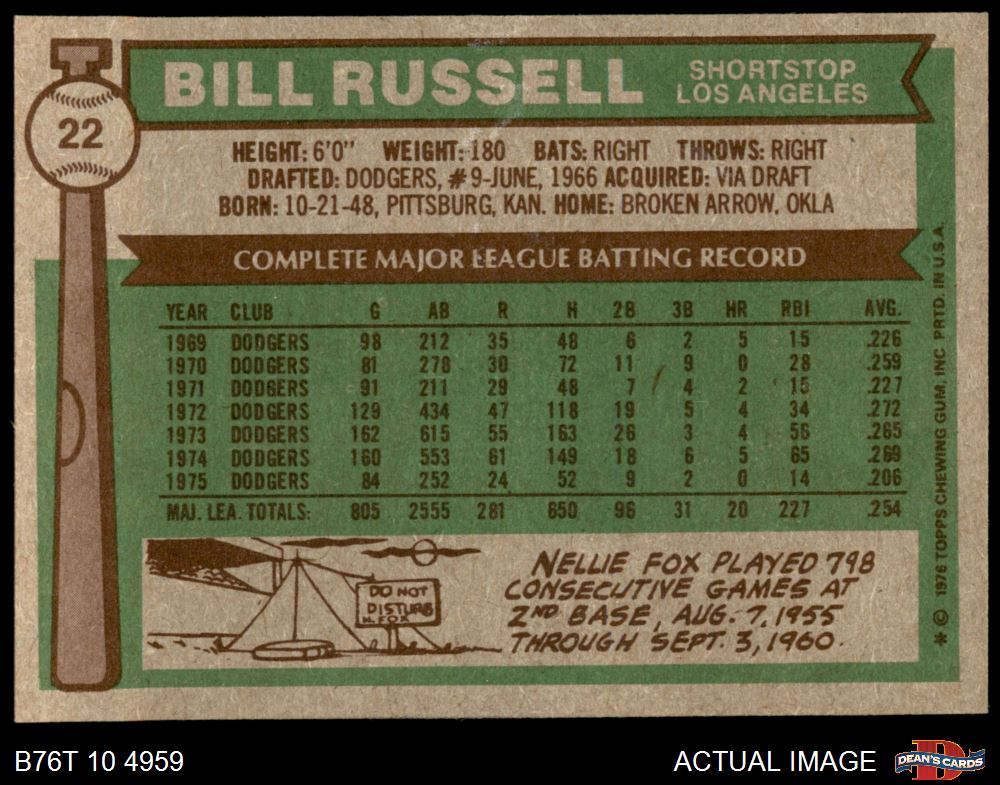 BILL RUSSELL
SHORTSTOP
LOS ANGELES
22
HEIGHT: 6'0" WEIGHT: 180 BATS: RIGHT THROWS: RIGHT
DRAFTED: DODGERS, #9-JUNE, 1966 ACQUIRED: VIA DRAFT
BORN: 10-21-48, PITTSBURG, KAN. HOME: BROKEN ARROW, OKLA
COMPLETE MAJOR LEAGUE BATTING RECORD
YEAR CLUB G AB R H 2B 3B HR RBI AVG.
1969 DODGERS 98 212 35 48 6 2 5 15 .226
1970 DODGERS 81 278 30 72 11 9 0 28 .259
1971 DODGERS 91 211 29 48 7 4 2 15 .227
1972 DODGERS 129 434 47 118 19 5 4 34 .272
1973 DODGERS 162 615 55 163 26 3 4 56 .265
1974 DODGERS 160 553 61 149 18 6 5 65 .269
1975 DODGERS 84 252 24 52 9 2 0 14 .206
MAJ. LEA. TOTALS: 805 2555 281 650 96 31 20 227 .254
DO NOT
DISTURB
N. FOX
NELLIE FOX PLAYED 798
CONSECUTIVE GAMES AT
2ND BASE, AUG. 7, 1955
THROUGH SEPT. 3, 1960.
* © 1976 TOPPS CHEWING GUM, INC PRTD. IN U.S.A.
B76T 10 4959
ACTUAL IMAGE
D
DEAN'S CARDS